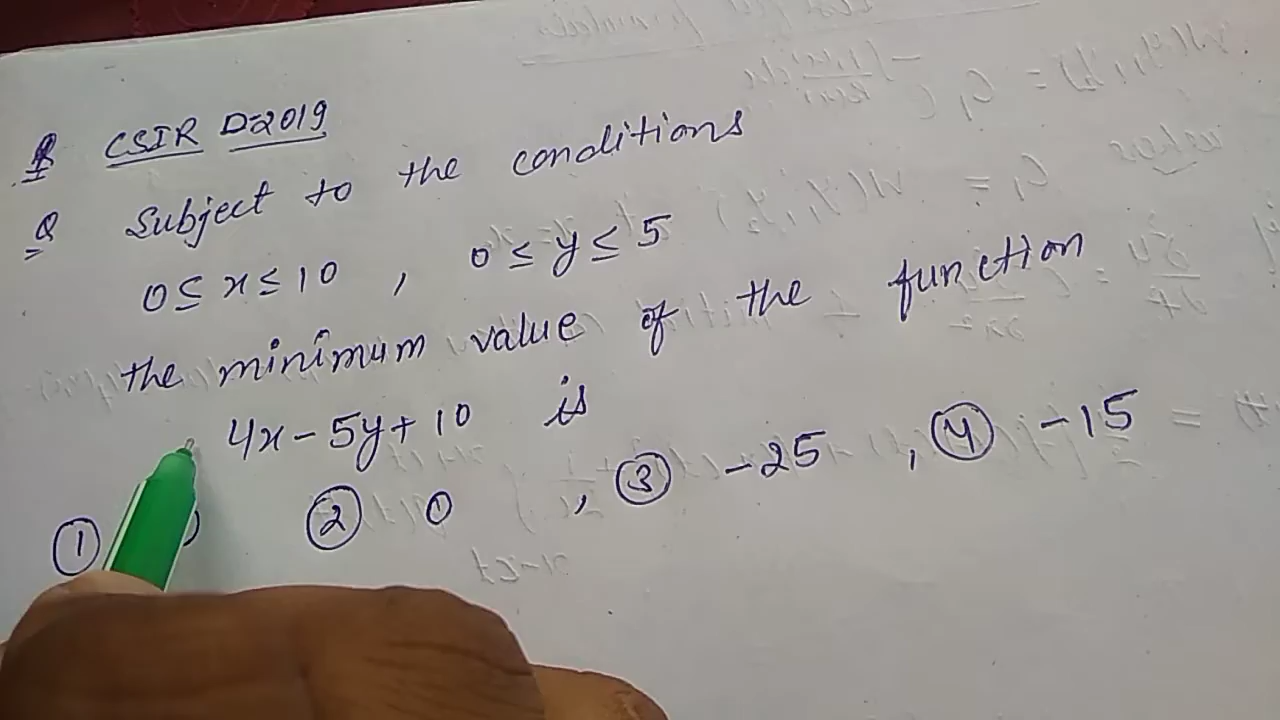 CSIR D-2019
Q Subject to the conditions
0 ≤ x ≤ 10 , 0 ≤ y ≤ 5
the minimum value of the function
4x - 5y + 10 is
① ② 0 , ③ -25 , ④ -15